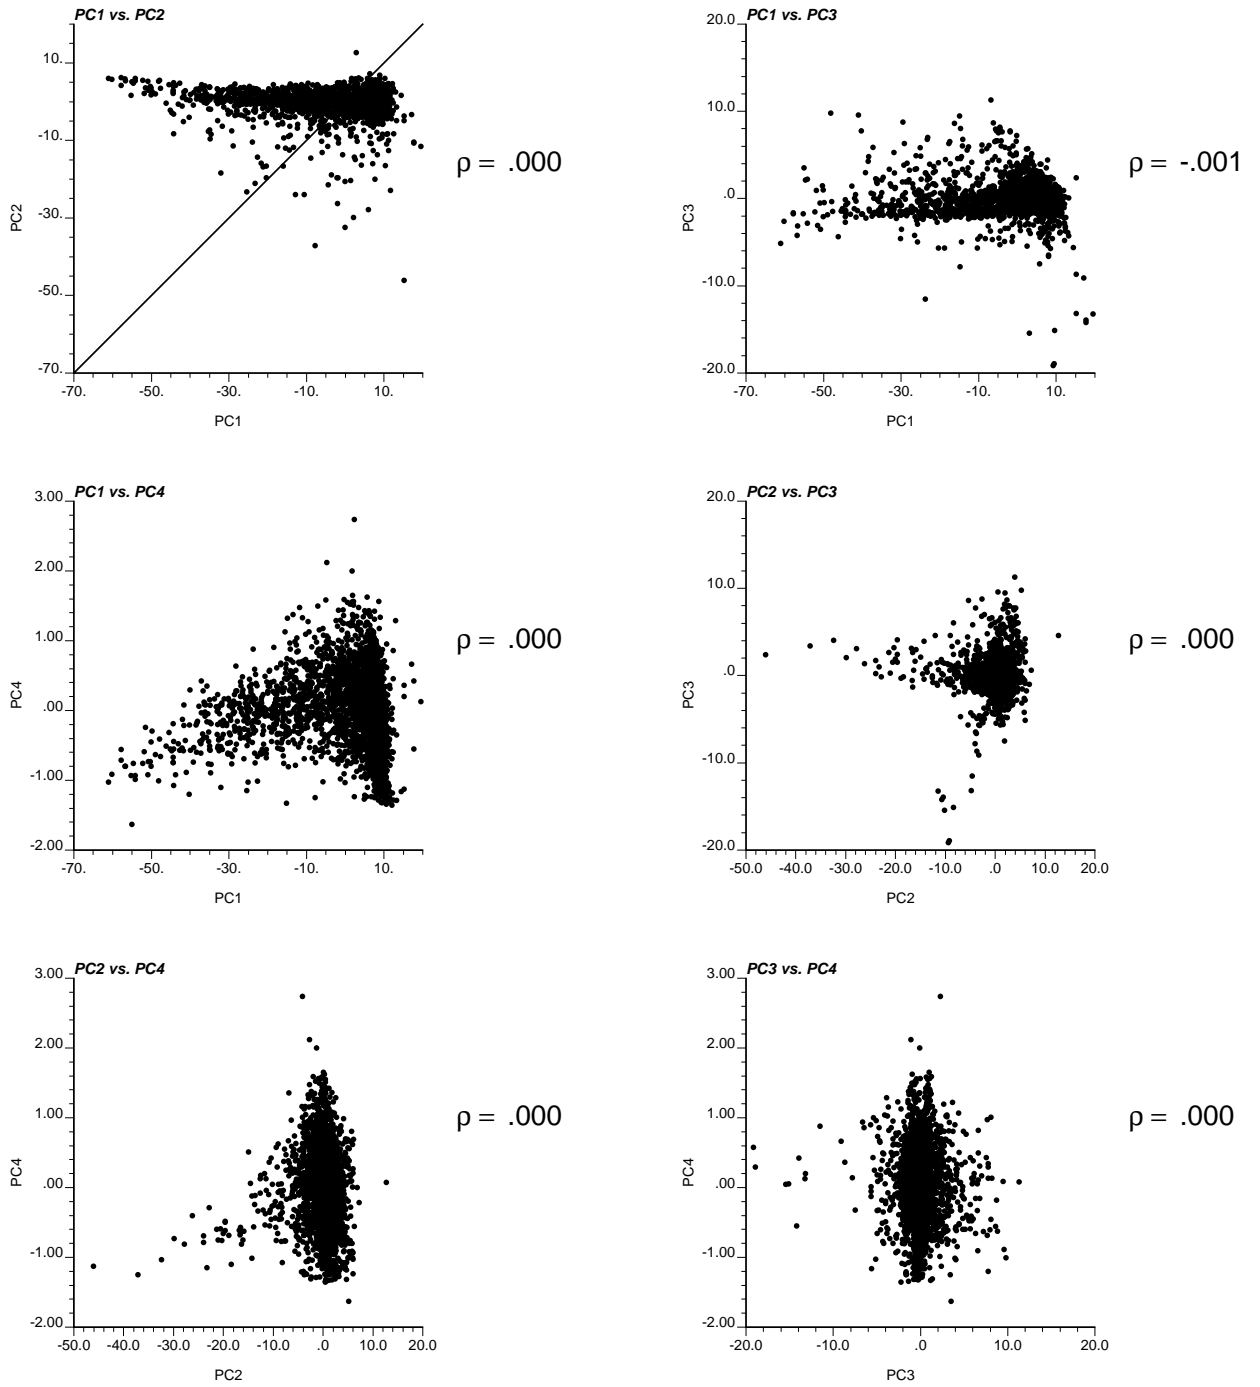 PC1 vs. PC2
10.
-10.
-30.
-50.
-70.
PC2
-70. -50. -30. -10. 10.
PC1
ρ = .000
PC1 vs. PC3
20.0
10.0
.0
-10.0
-20.0
PC3
-70. -50. -30. -10. 10.
PC1
ρ = -.001
PC1 vs. PC4
3.00
2.00
1.00
.00
-1.00
-2.00
PC4
-70. -50. -30. -10. 10.
PC1
ρ = .000
PC2 vs. PC3
20.0
10.0
.0
-10.0
-20.0
PC3
-50.0 -40.0 -30.0 -20.0 -10.0 .0 10.0 20.0
PC2
ρ = .000
PC2 vs. PC4
3.00
2.00
1.00
.00
-1.00
-2.00
PC4
-50.0 -40.0 -30.0 -20.0 -10.0 .0 10.0 20.0
PC2
ρ = .000
PC3 vs. PC4
3.00
2.00
1.00
.00
-1.00
-2.00
PC4
-20.0 -10.0 .0 10.0 20.0
PC3
ρ = .000